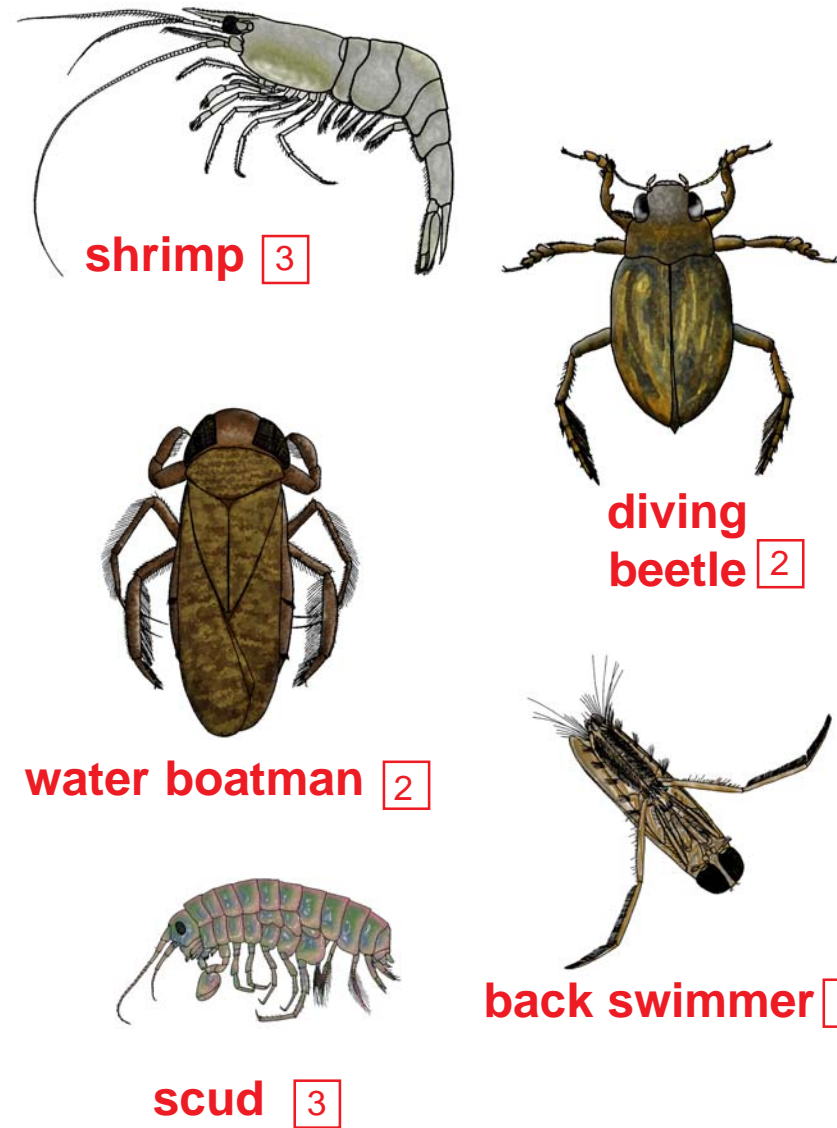 shrimp 3
diving
beetle 2
water boatman 2
back swimmer
scud 3